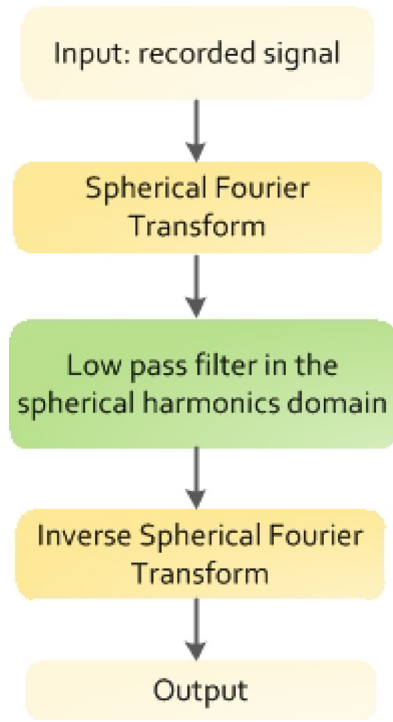 Input: recorded signal
Spherical Fourier
Transform
Low pass filter in the
spherical harmonics domain
Inverse Spherical Fourier
Transform
Output